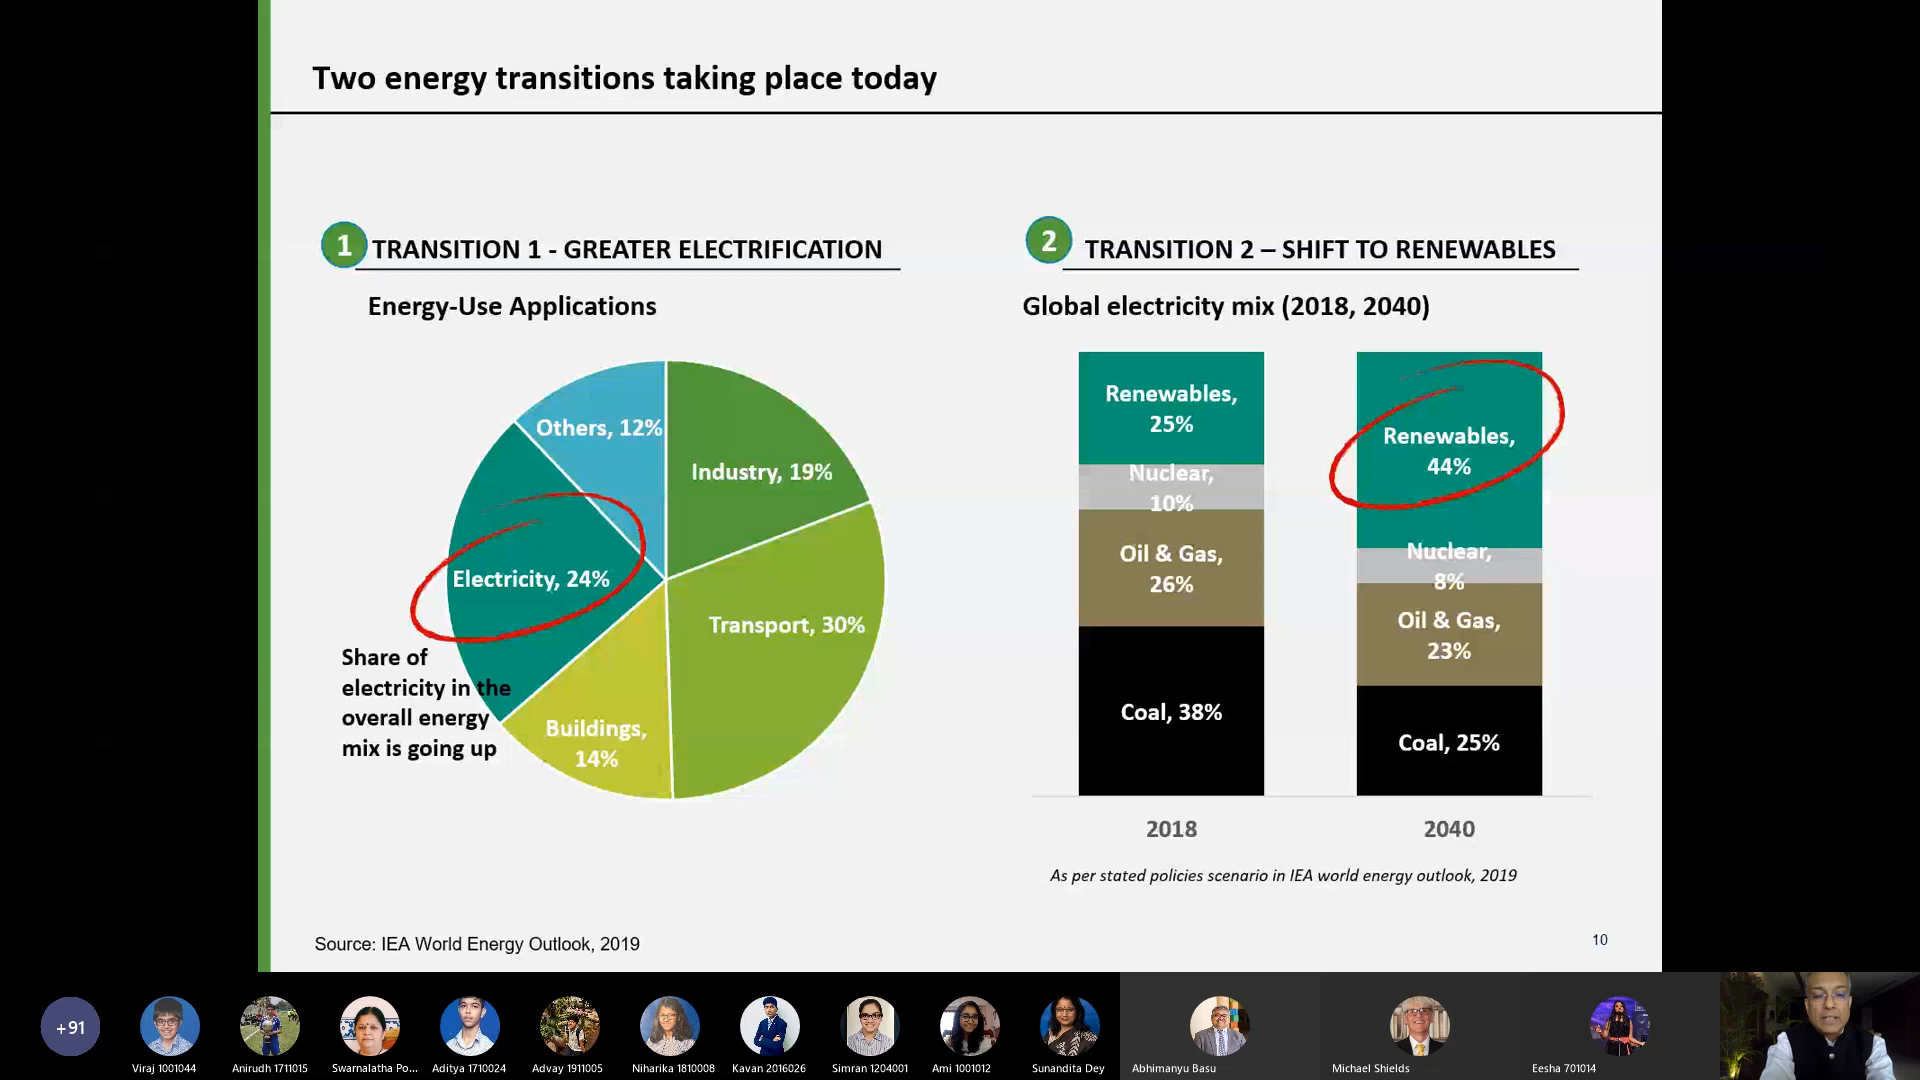 Two energy transitions taking place today
1
TRANSITION 1 - GREATER ELECTRIFICATION
Energy-Use Applications
Others, 12%
Industry, 19%
Electricity, 24%
Transport, 30%
Buildings,
14%
Share of
electricity in the
overall energy
mix is going up
2
TRANSITION 2 – SHIFT TO RENEWABLES
Global electricity mix (2018, 2040)
Renewables,
25%
Nuclear,
10%
Oil & Gas,
26%
Coal, 38%
2018
Renewables,
44%
Nuclear,
8%
Oil & Gas,
23%
Coal, 25%
2040
As per stated policies scenario in IEA world energy outlook, 2019
Source: IEA World Energy Outlook, 2019
10
+91
Viraj 1001044
Anirudh 1711015
Swarnalatha Po...
Aditya 1710024
Advay 1911005
Niharika 1810008
Kavan 2016026
Simran 1204001
Ami 1001012
Sunandita Dey
Abhimanyu Basu
Michael Shields
Eesha 701014